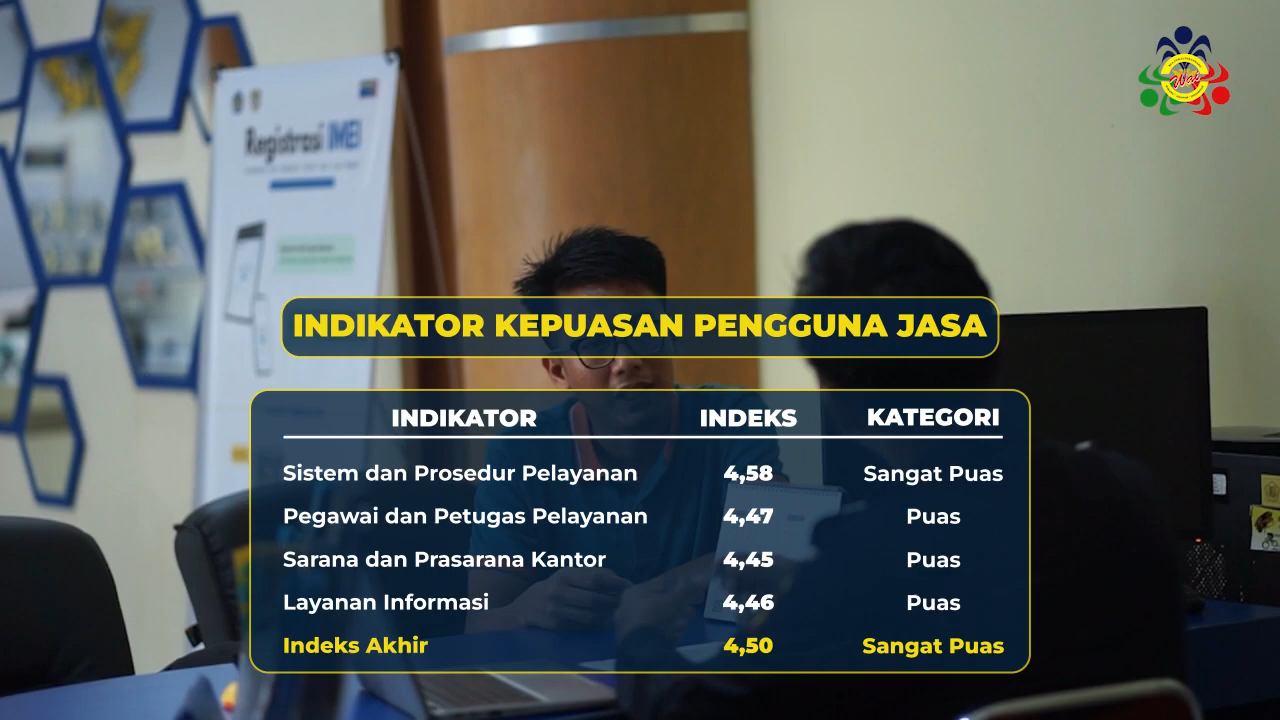 Registrasi IMEI
Was
INDIKATOR KEPUASAN PENGGUNA JASA
INDIKATOR INDEKS KATEGORI
Sistem dan Prosedur Pelayanan 4,58 Sangat Puas
Pegawai dan Petugas Pelayanan 4,47 Puas
Sarana dan Prasarana Kantor 4,45 Puas
Layanan Informasi 4,46 Puas
Indeks Akhir 4,50 Sangat Puas